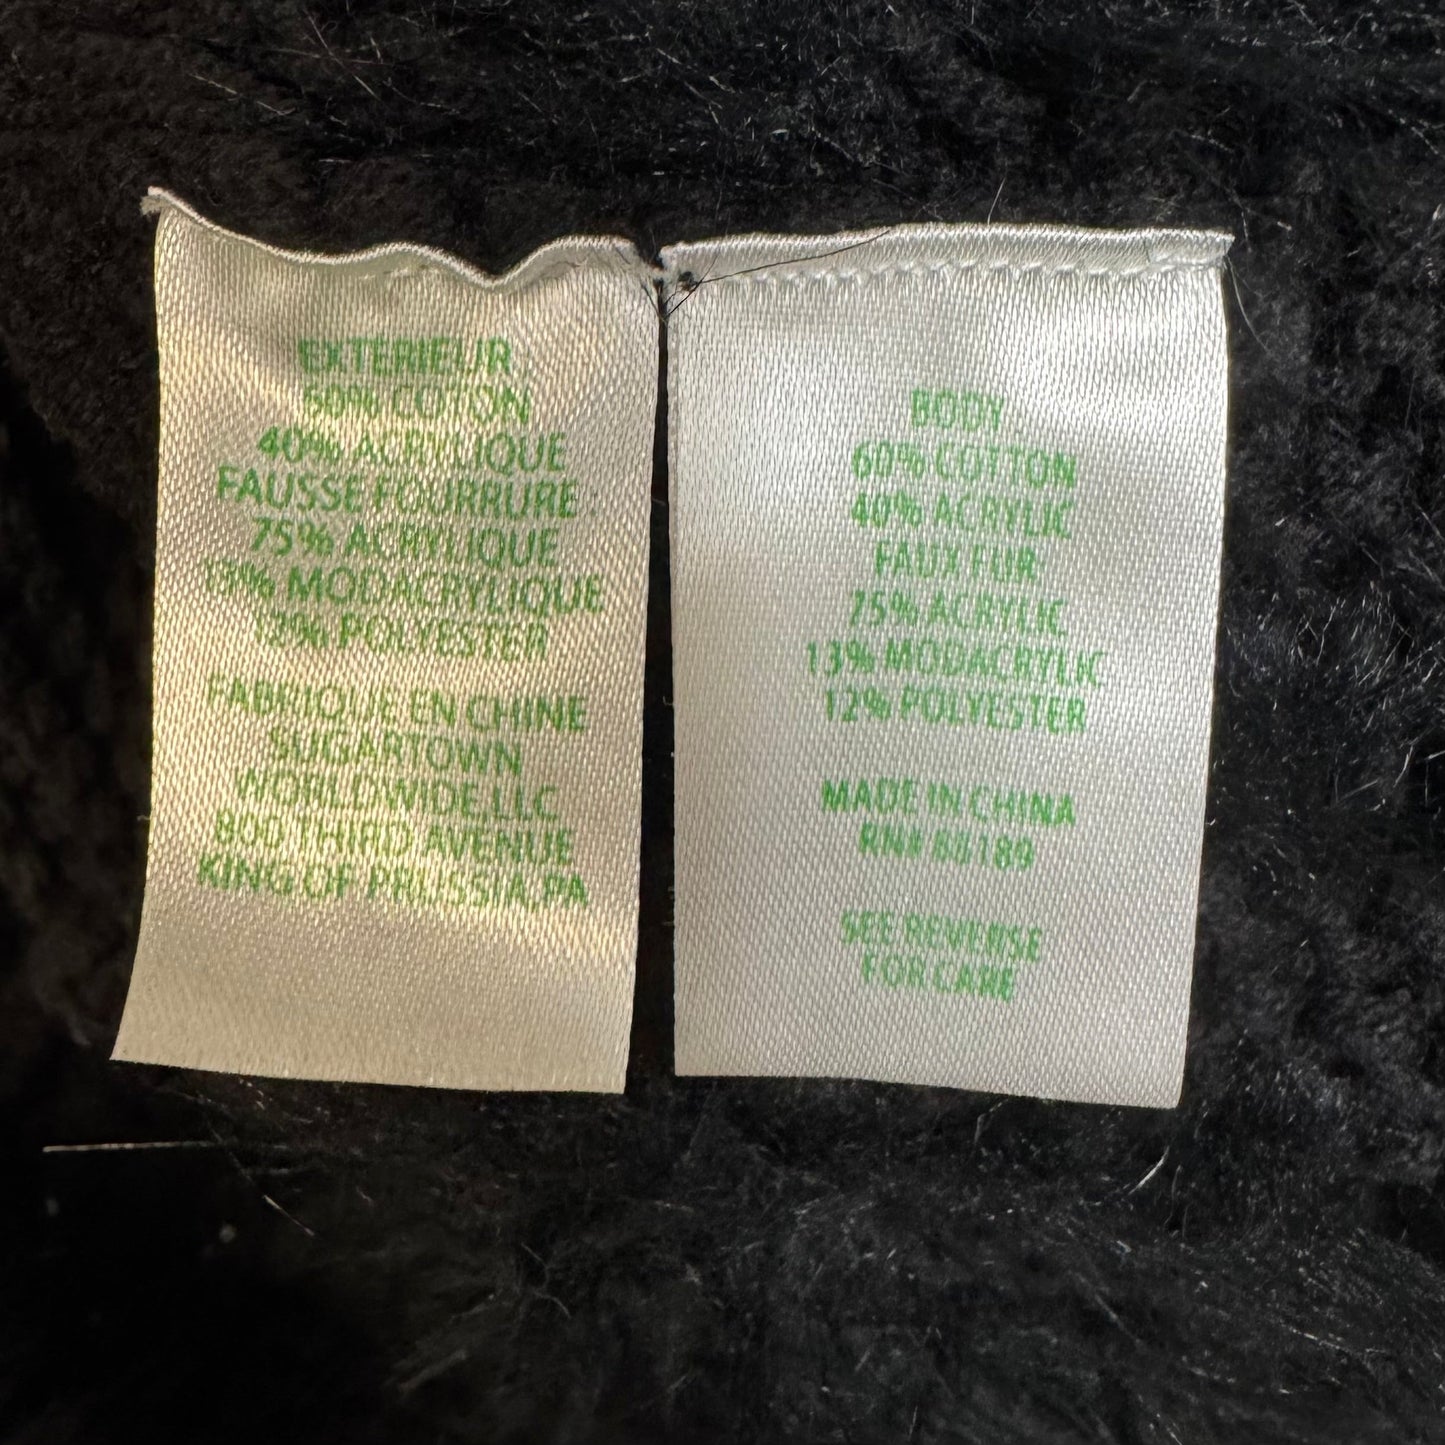 EXTERIEUR
60% COTON
40% ACRYLIQUE
FAUSSE FOURRURE :
75% ACRYLIQUE
13% MODACRYLIQUE
12% POLYESTER
FABRIQUE EN CHINE
SUGARTOWN
WORLDWIDE LLC
800 THIRD AVENUE
KING OF PRUSSIA, PA
BODY
60% COTTON
40% ACRYLIC
FAUX FUR
75% ACRYLIC
13% MODACRYLIC
12% POLYESTER
MADE IN CHINA
RN# 88189
SEE REVERSE
FOR CARE